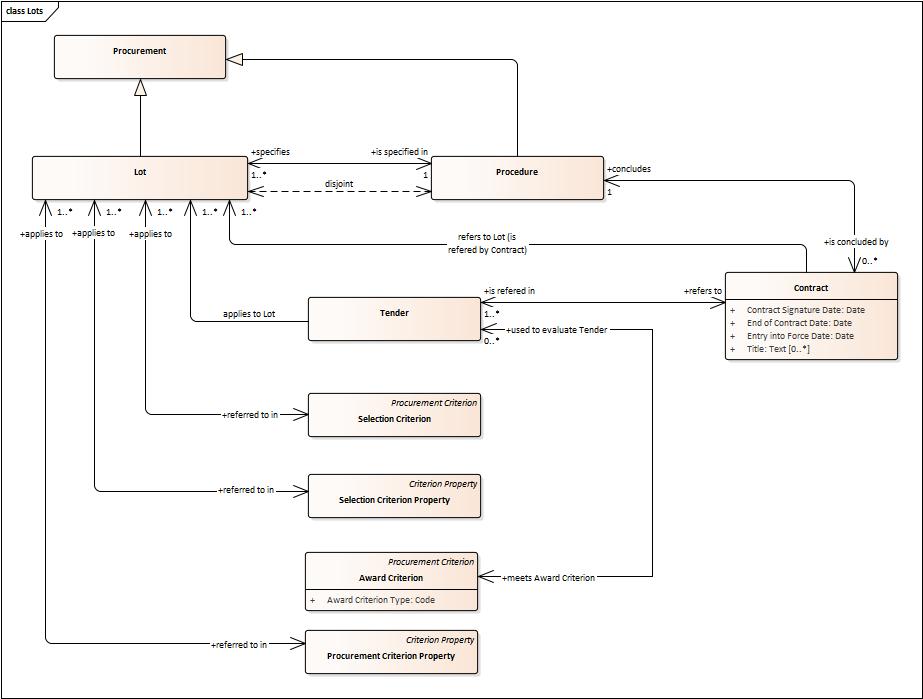 class Lots
Procurement
+specifies
+is specified in
1..*
1
Lot
Procedure
disjoint
+concludes
1
1..*
1..*
1..*
1..*
1..*
+applies to
+applies to
+applies to
refers to Lot (is
refered by Contract)
+is concluded by
0..*
Contract
+ Contract Signature Date: Date
+ End of Contract Date: Date
+ Entry into Force Date: Date
+ Title: Text [0..*]
+is refered in
+refers to
1..*
applies to Lot
Tender
+used to evaluate Tender
0..*
Procurement Criterion
Selection Criterion
+referred to in
Criterion Property
Selection Criterion Property
+referred to in
Procurement Criterion
Award Criterion
+ Award Criterion Type: Code
+meets Award Criterion
Criterion Property
Procurement Criterion Property
+referred to in